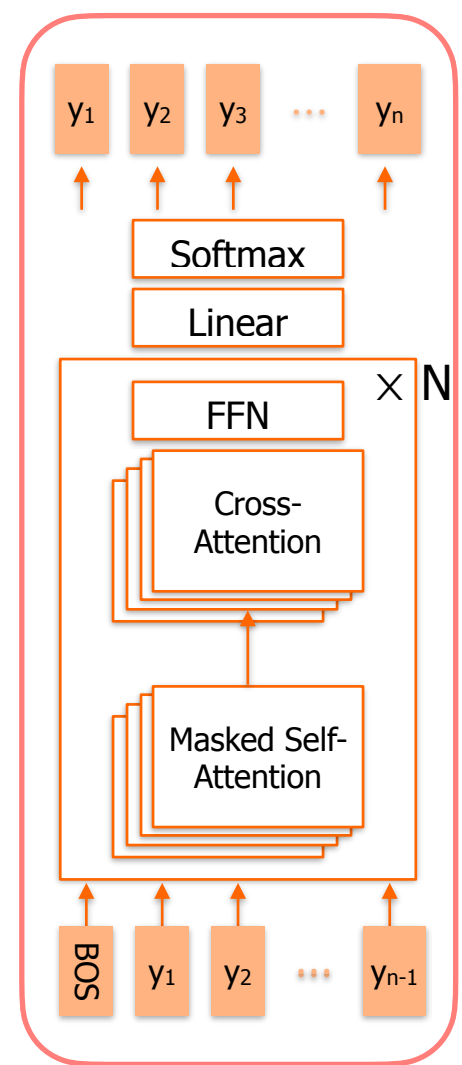 y1 y2 y3 ... yn
Softmax
Linear
× N
FFN
Cross-
Attention
Masked Self-
Attention
BOS y1 y2 ... yn-1